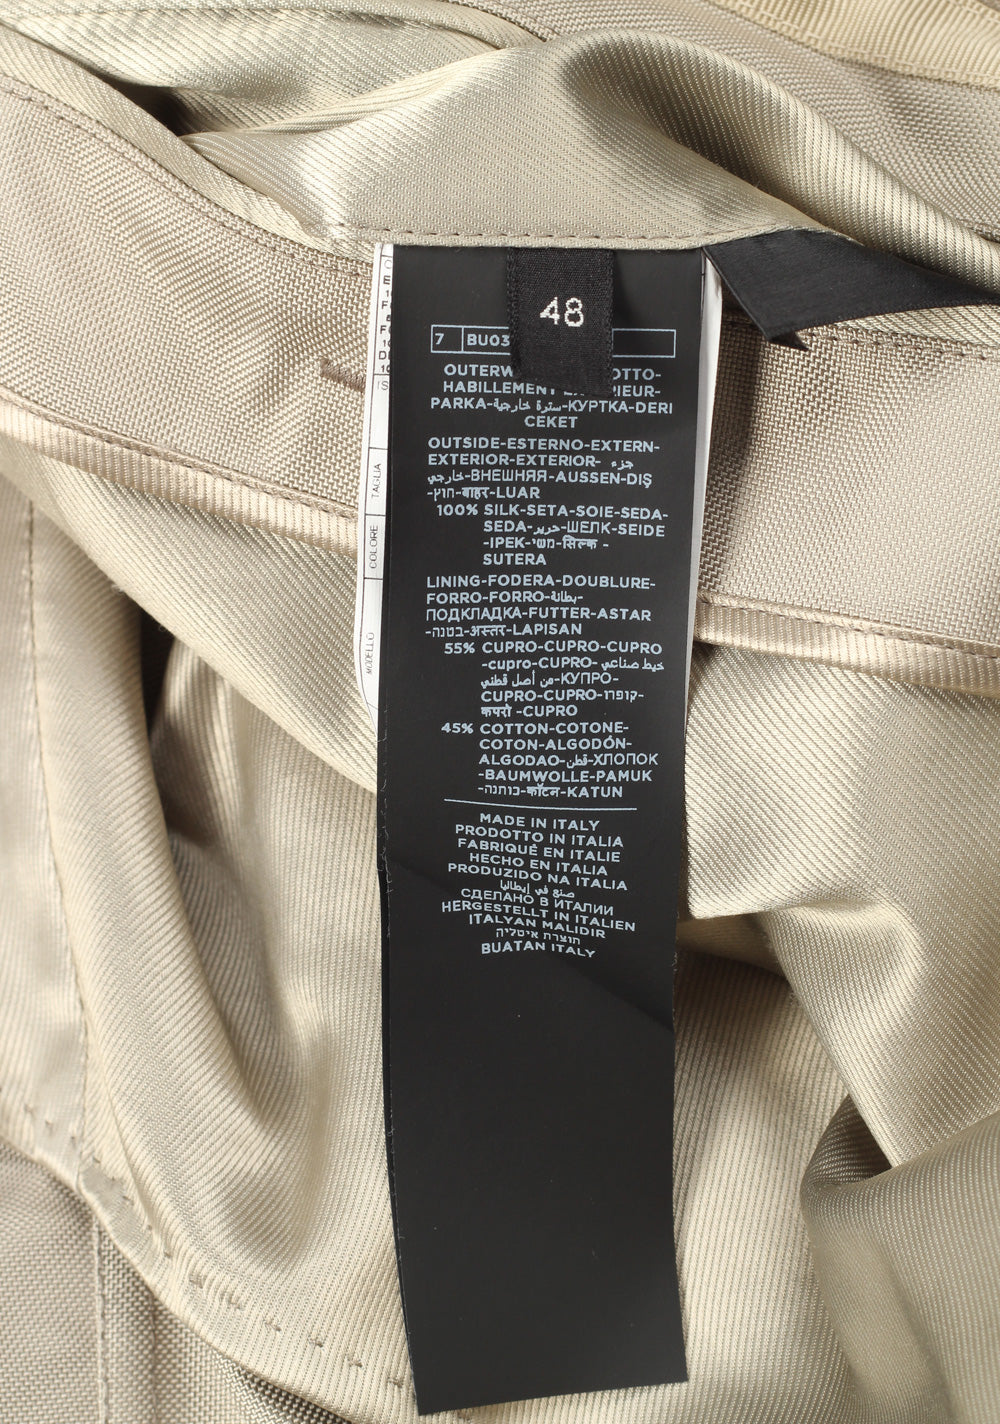 48
7 BU03
OUTERW OTTO-
HABILLEMENT PIEUR-
PARKA-سترة خارجية-КУРТКА-DERI
CEKET
OUTSIDE-ESTERNO-EXTERN-
EXTERIOR-EXTERIOR- جزء
خارجي-ВНЕШНЯЯ-AUSSEN-DIŞ
-חוץ-बाहर-LUAR
100% SILK-SETA-SOIE-SEDA-
SEDA-حرير-ШЕЛК-SEIDE
-IPEK-משי-सिल्क -
SUTERA
LINING-FODERA-DOUBLURE-
FORRO-FORRO-بطانة-
ПОДКЛАДКА-FUTTER-ASTAR
-בטנה-अस्तर-LAPISAN
55% CUPRO-CUPRO-CUPRO
-cupro-CUPRO-خيط صناعي
من أصل قطني-КУПРО-
CUPRO-CUPRO-קופרו-
कपरो -CUPRO
45% COTTON-COTONE-
COTON-ALGODÓN-
ALGODAO-قطن-ХЛОПОК
-BAUMWOLLE-PAMUK
-כותנה-कॉटन-KATUN
MADE IN ITALY
PRODOTTO IN ITALIA
FABRIQUÉ EN ITALIE
HECHO EN ITALIA
PRODUZIDO NA ITALIA
صنع في إيطاليا
СДЕЛАНО В ИТАЛИИ
HERGESTELLT IN ITALIEN
ITALYAN MALIDIR
תוצרת איטליה
BUATAN ITALY
TAGLIA
COLORE
MODELLO